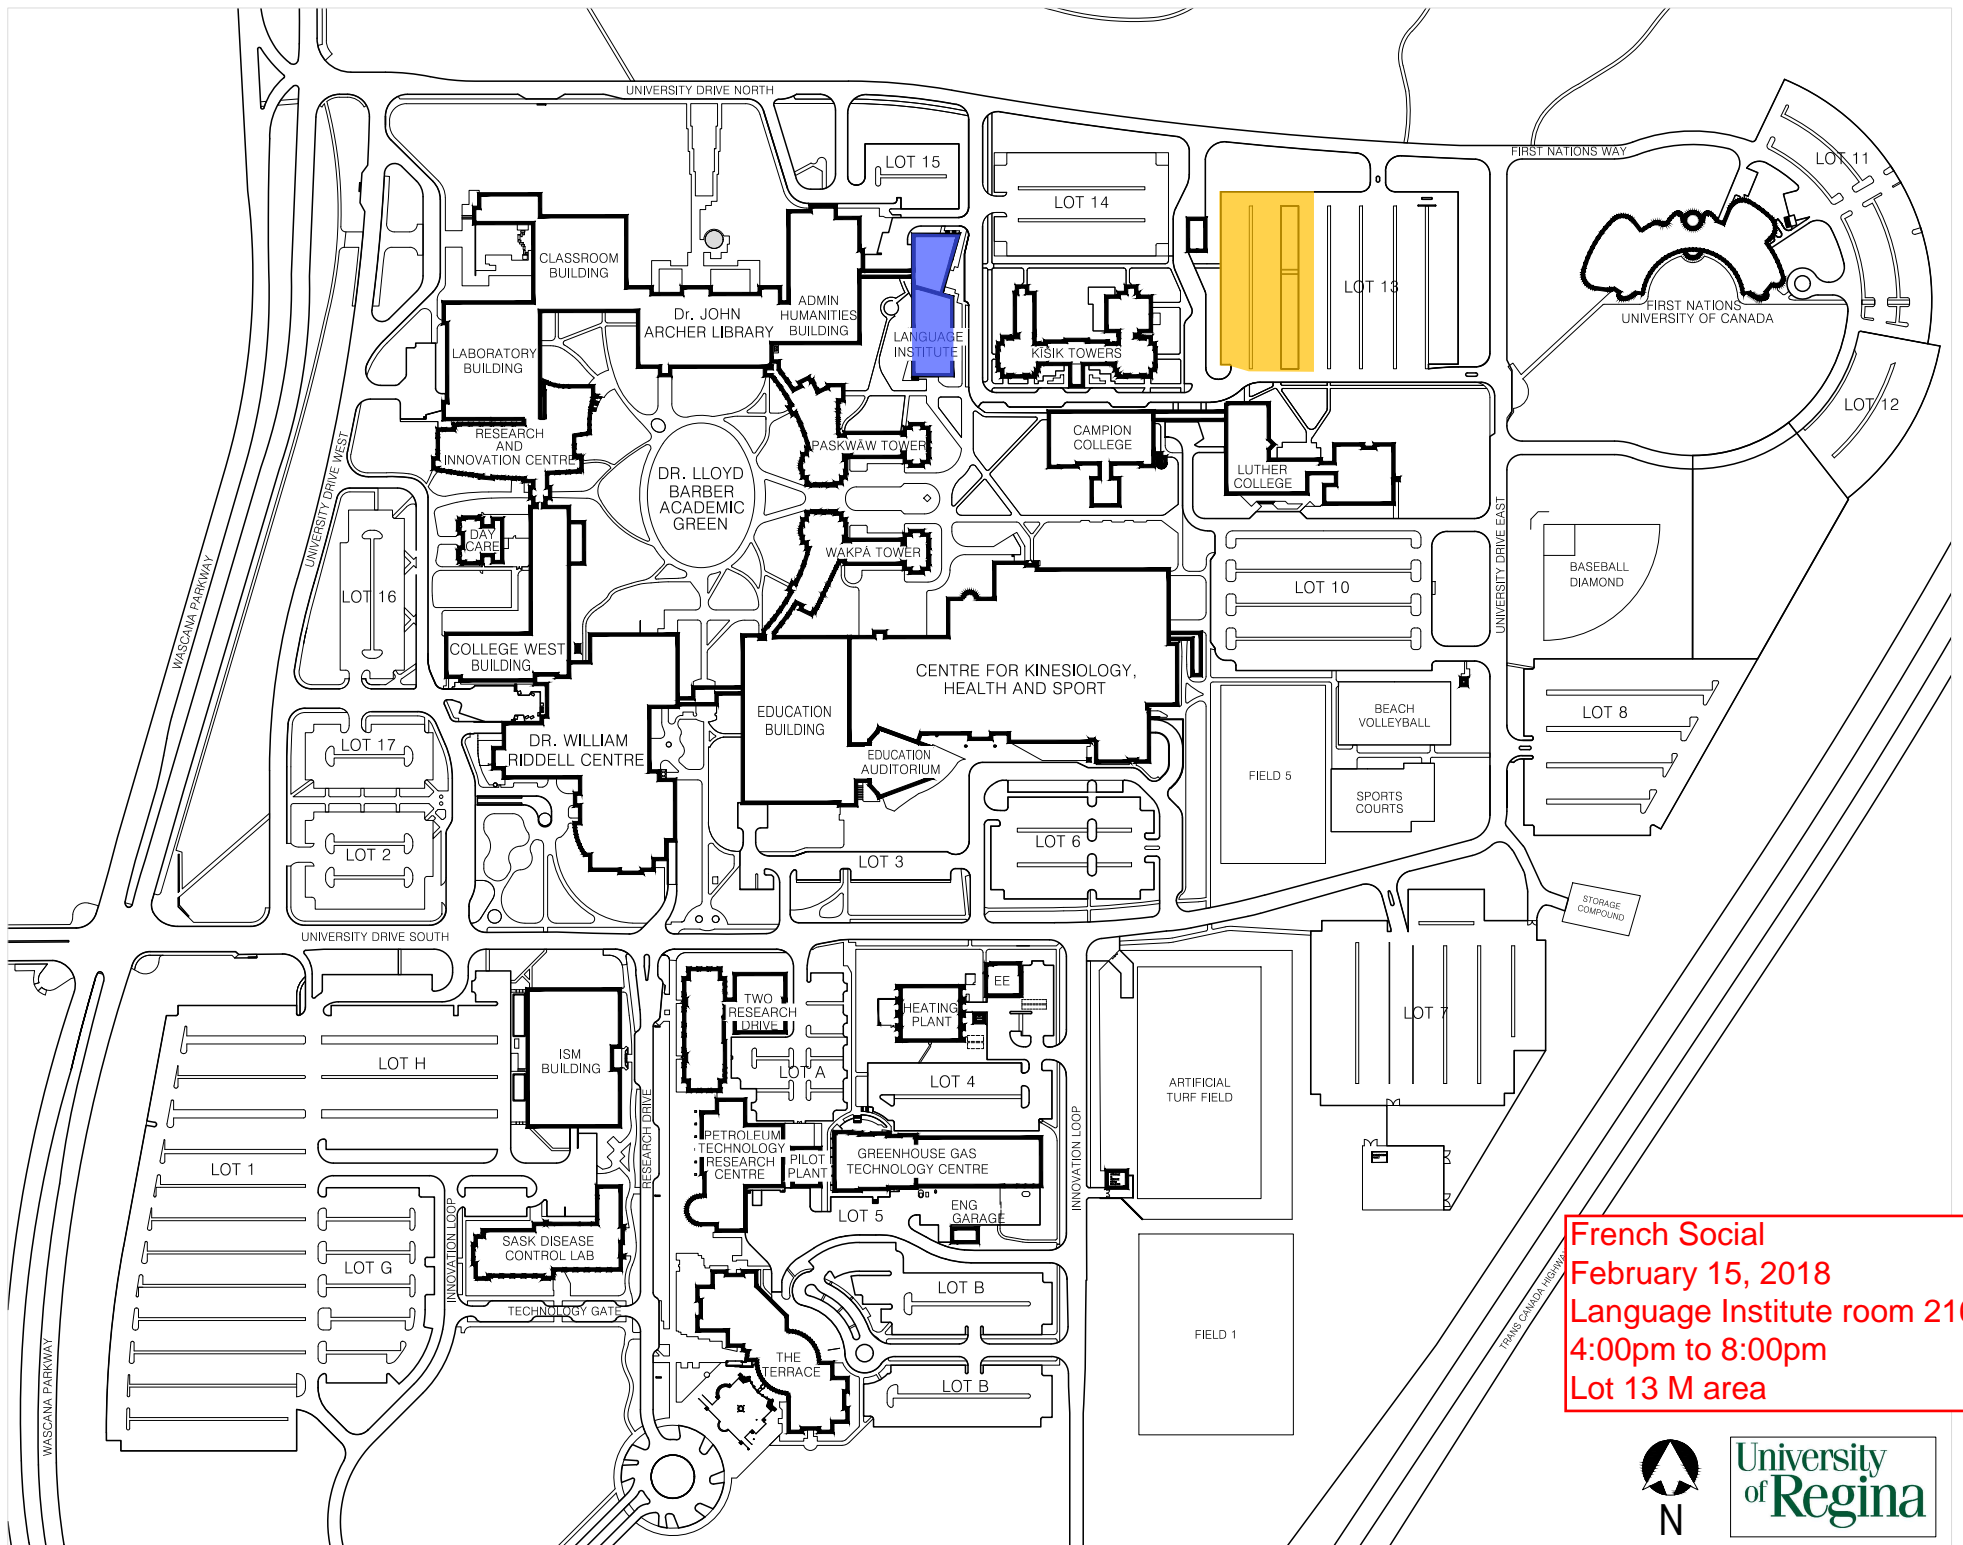 UNIVERSITY DRIVE NORTH
FIRST NATIONS WAY
LOT 11
LOT 15
LOT 14
CLASSROOM
BUILDING
ADMIN
HUMANITIES
BUILDING
Dr. JOHN
ARCHER LIBRARY
LANGUAGE
INSTITUTE
KĪSIK TOWERS
LOT 13
FIRST NATIONS
UNIVERSITY OF CANADA
LABORATORY
BUILDING
LOT 12
RESEARCH
AND
INNOVATION CENTRE
PASKWĀW TOWER
CAMPION
COLLEGE
LUTHER
COLLEGE
UNIVERSITY DRIVE WEST
DR. LLOYD
BARBER
ACADEMIC
GREEN
DAY
CARE
WAKPÁ TOWER
UNIVERSITY DRIVE EAST
BASEBALL
DIAMOND
WASCANA PARKWAY
LOT 16
LOT 10
COLLEGE WEST
BUILDING
CENTRE FOR KINESIOLOGY,
HEALTH AND SPORT
EDUCATION
BUILDING
BEACH
VOLLEYBALL
LOT 8
LOT 17
DR. WILLIAM
RIDDELL CENTRE
EDUCATION
AUDITORIUM
FIELD 5
SPORTS
COURTS
LOT 2
LOT 3
LOT 6
STORAGE
COMPOUND
UNIVERSITY DRIVE SOUTH
TWO
RESEARCH
DRIVE
HEATING
PLANT
EE
LOT 7
LOT H
ISM
BUILDING
LOT A
LOT 4
ARTIFICIAL
TURF FIELD
RESEARCH DRIVE
INNOVATION LOOP
LOT 1
PETROLEUM
TECHNOLOGY
RESEARCH
CENTRE
PILOT
PLANT
GREENHOUSE GAS
TECHNOLOGY CENTRE
LOT 5
ENG
GARAGE
INNOVATION LOOP
SASK DISEASE
CONTROL LAB
LOT G
TECHNOLOGY GATE
LOT B
FIELD 1
THE
TERRACE
LOT B
WASCANA PARKWAY
TRANS CANADA HIGHWAY
French Social
February 15, 2018
Language Institute room 210
4:00pm to 8:00pm
Lot 13 M area
N
University
of Regina